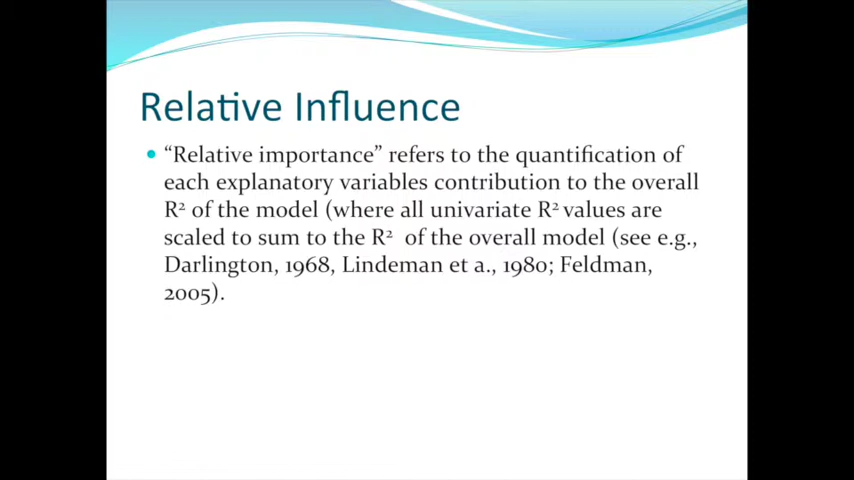 Relative Influence
“Relative importance” refers to the quantification of
each explanatory variables contribution to the overall
R² of the model (where all univariate R² values are
scaled to sum to the R² of the overall model (see e.g.,
Darlington, 1968, Lindeman et a., 1980; Feldman,
2005).